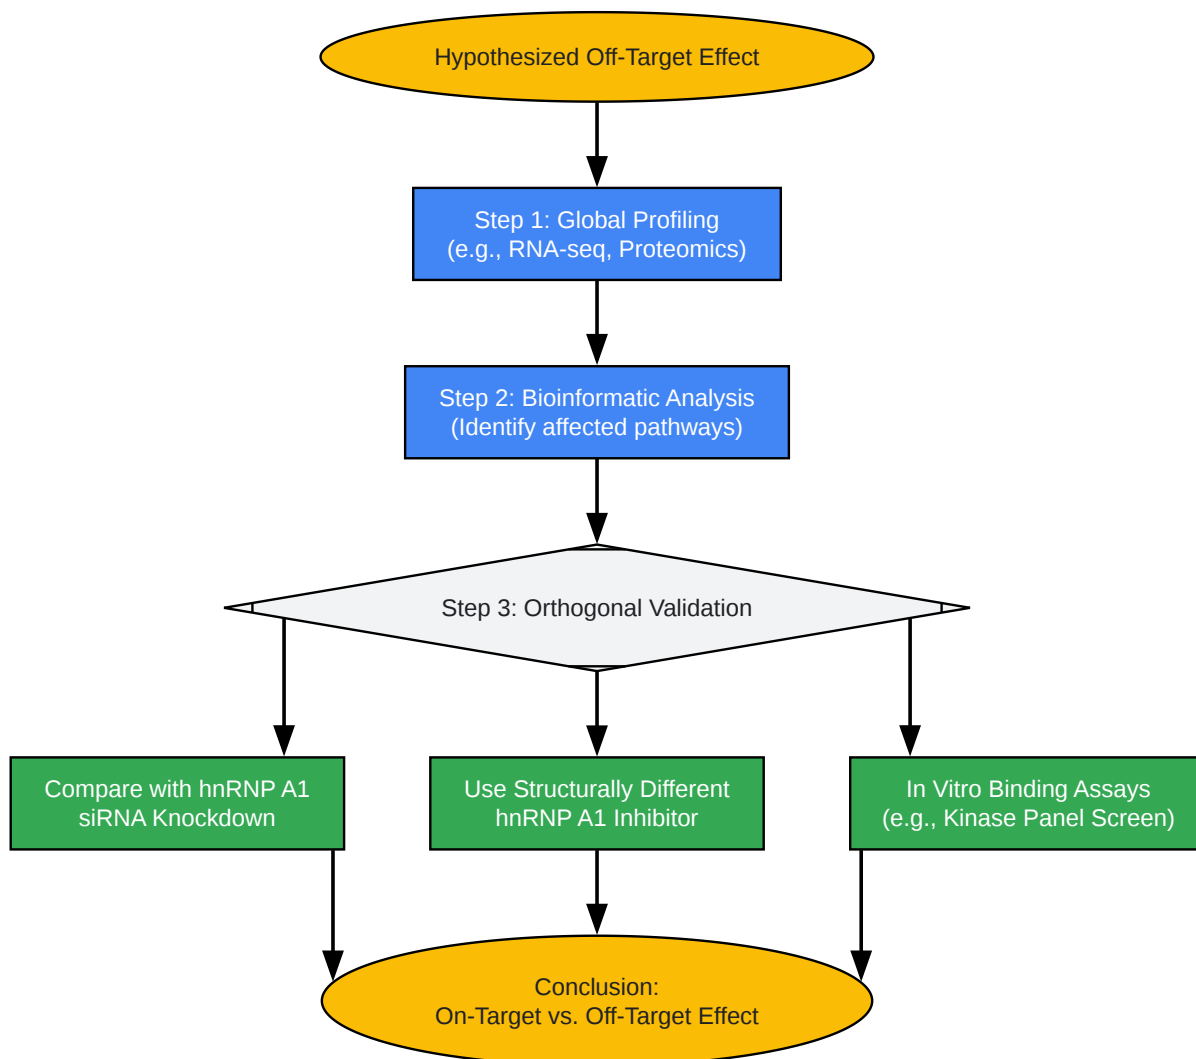 Hypothesized Off-Target Effect
Step 1: Global Profiling
(e.g., RNA-seq, Proteomics)
Step 2: Bioinformatic Analysis
(Identify affected pathways)
Step 3: Orthogonal Validation
Compare with hnRNP A1
siRNA Knockdown
Use Structurally Different
hnRNP A1 Inhibitor
In Vitro Binding Assays
(e.g., Kinase Panel Screen)
Conclusion:
On-Target vs. Off-Target Effect